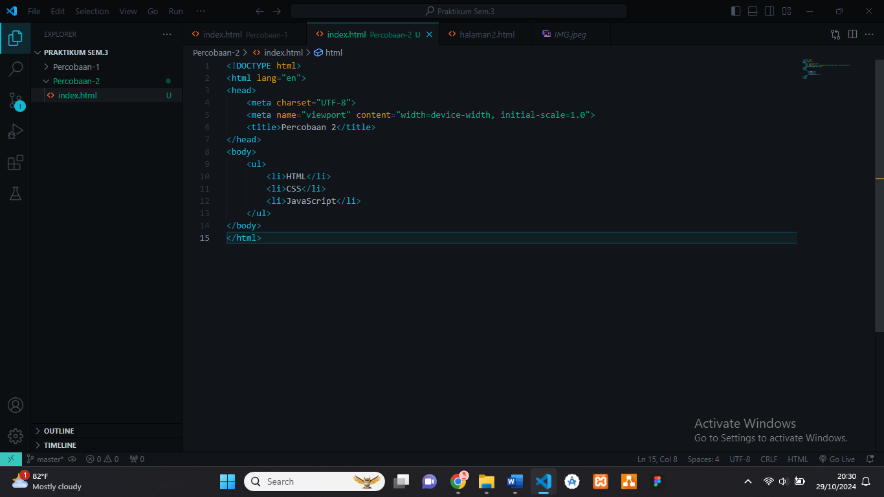 File Edit Selection View Go Run ···
Praktikum Sem.3
EXPLORER
PRAKTIKUM SEM.3
Percobaan-1
Percobaan-2
index.html U
1
index.html Percobaan-1
index.html Percobaan-2 U
halaman2.html
IMG.jpeg
Percobaan-2 > index.html > html
1 <!DOCTYPE html>
2 <html lang="en">
3 <head>
4 <meta charset="UTF-8">
5 <meta name="viewport" content="width=device-width, initial-scale=1.0">
6 <title>Percobaan 2</title>
7 </head>
8 <body>
9 <ul>
10 <li>HTML</li>
11 <li>CSS</li>
12 <li>JavaScript</li>
13 </ul>
14 </body>
15 </html>
OUTLINE
TIMELINE
Activate Windows
Go to Settings to activate Windows.
master* 0 0 0
Ln 15, Col 8 Spaces: 4 UTF-8 CRLF HTML Go Live
1
82°F
Mostly cloudy
Search
20:30
29/10/2024